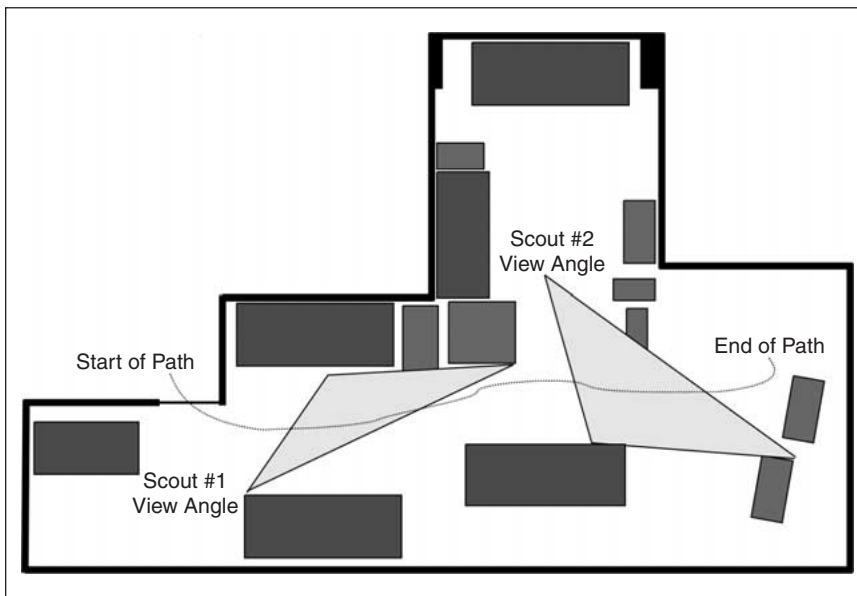 Scout #2
View Angle
Start of Path
End of Path
Scout #1
View Angle